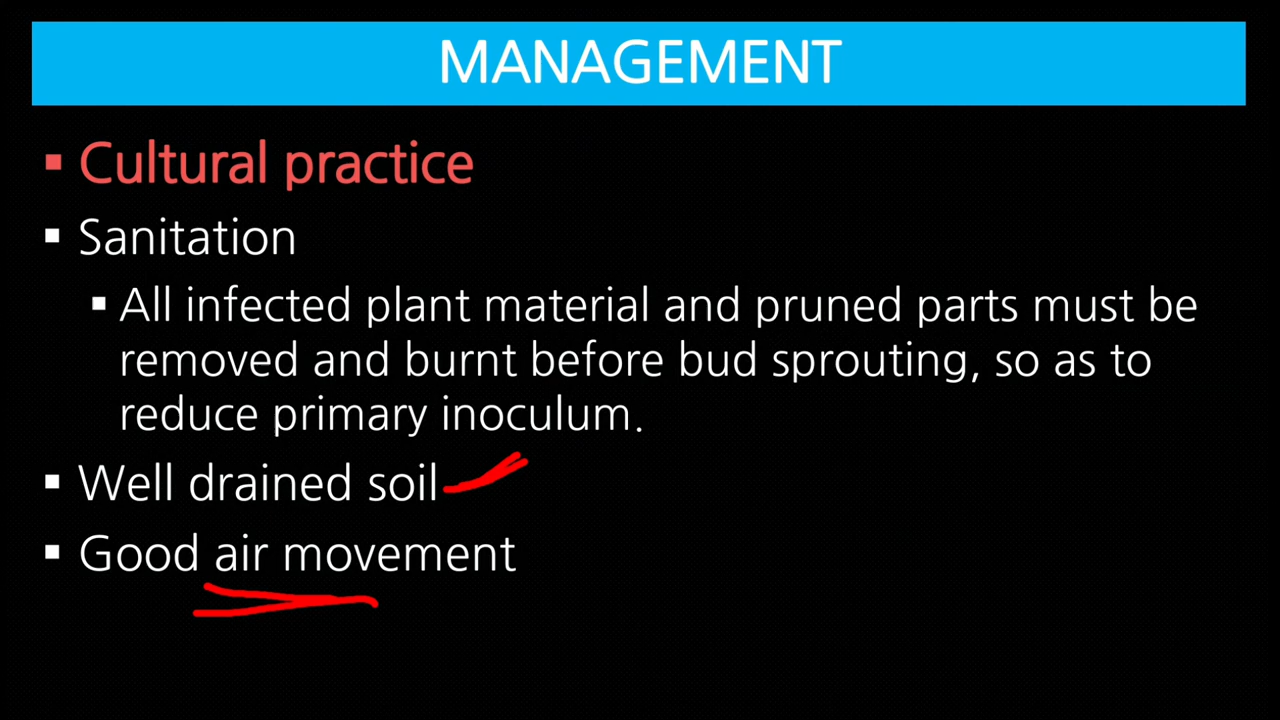 MANAGEMENT
▪ Cultural practice
▪ Sanitation
▪ All infected plant material and pruned parts must be
removed and burnt before bud sprouting, so as to
reduce primary inoculum.
▪ Well drained soil
▪ Good air movement